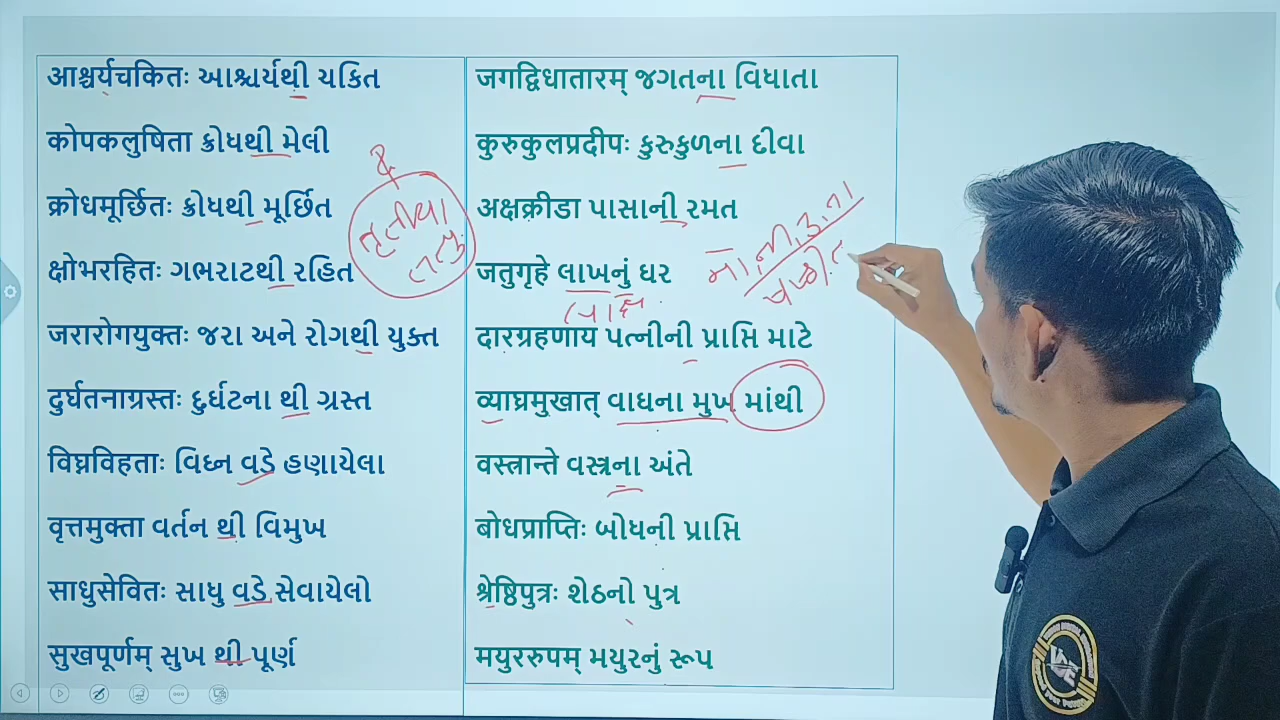 आश्चर्यचकितः આશ્ચર્યથી ચકિત
कोपकलुषिता ક્રોધથી મેલી
क्रोधमूर्छितः ક્રોધથી મૂર્છિત
क्षोभरहितः ગભરાટથી રહિત
जरारोगयुक्तः જરા અને રોગથી યુક્ત
दुर्घतनाग्रस्तः દુર્ઘટના થી ગ્રસ્ત
विघ्नविहताः વિઘ્ન વડે હણાયેલા
वृत्तमुक्ता વર્તન થી વિમુખ
साधुसेवितः સાધુ વડે સેવાયેલો
सुखपूर्णम् સુખ થી પૂર્ણ
તૃતીયા
તત્પુ
जगद्विधातारम् જગતના વિધાતા
कुरुकुलप्रदीपः કુરુકુળના દીવા
अक्षक्रीडा પાસાની રમત
जतुगृहे લાખનું ઘર
લાક્ષ
दारग्रहणाय પત્નીની પ્રાપ્તિ માટે
व्याघ्रमुखात् વાઘના મુખ માંથી
वस्त्रान्ते વસ્ત્રના અંતે
बोधप्राप्तिः બોધની પ્રાપ્તિ
श्रेष्ठिपुत्रः શેઠનો પુત્ર
मयुररुपम् મયુરનું રૂપ
નો,ની,નું,ના
ષષ્ઠી ત